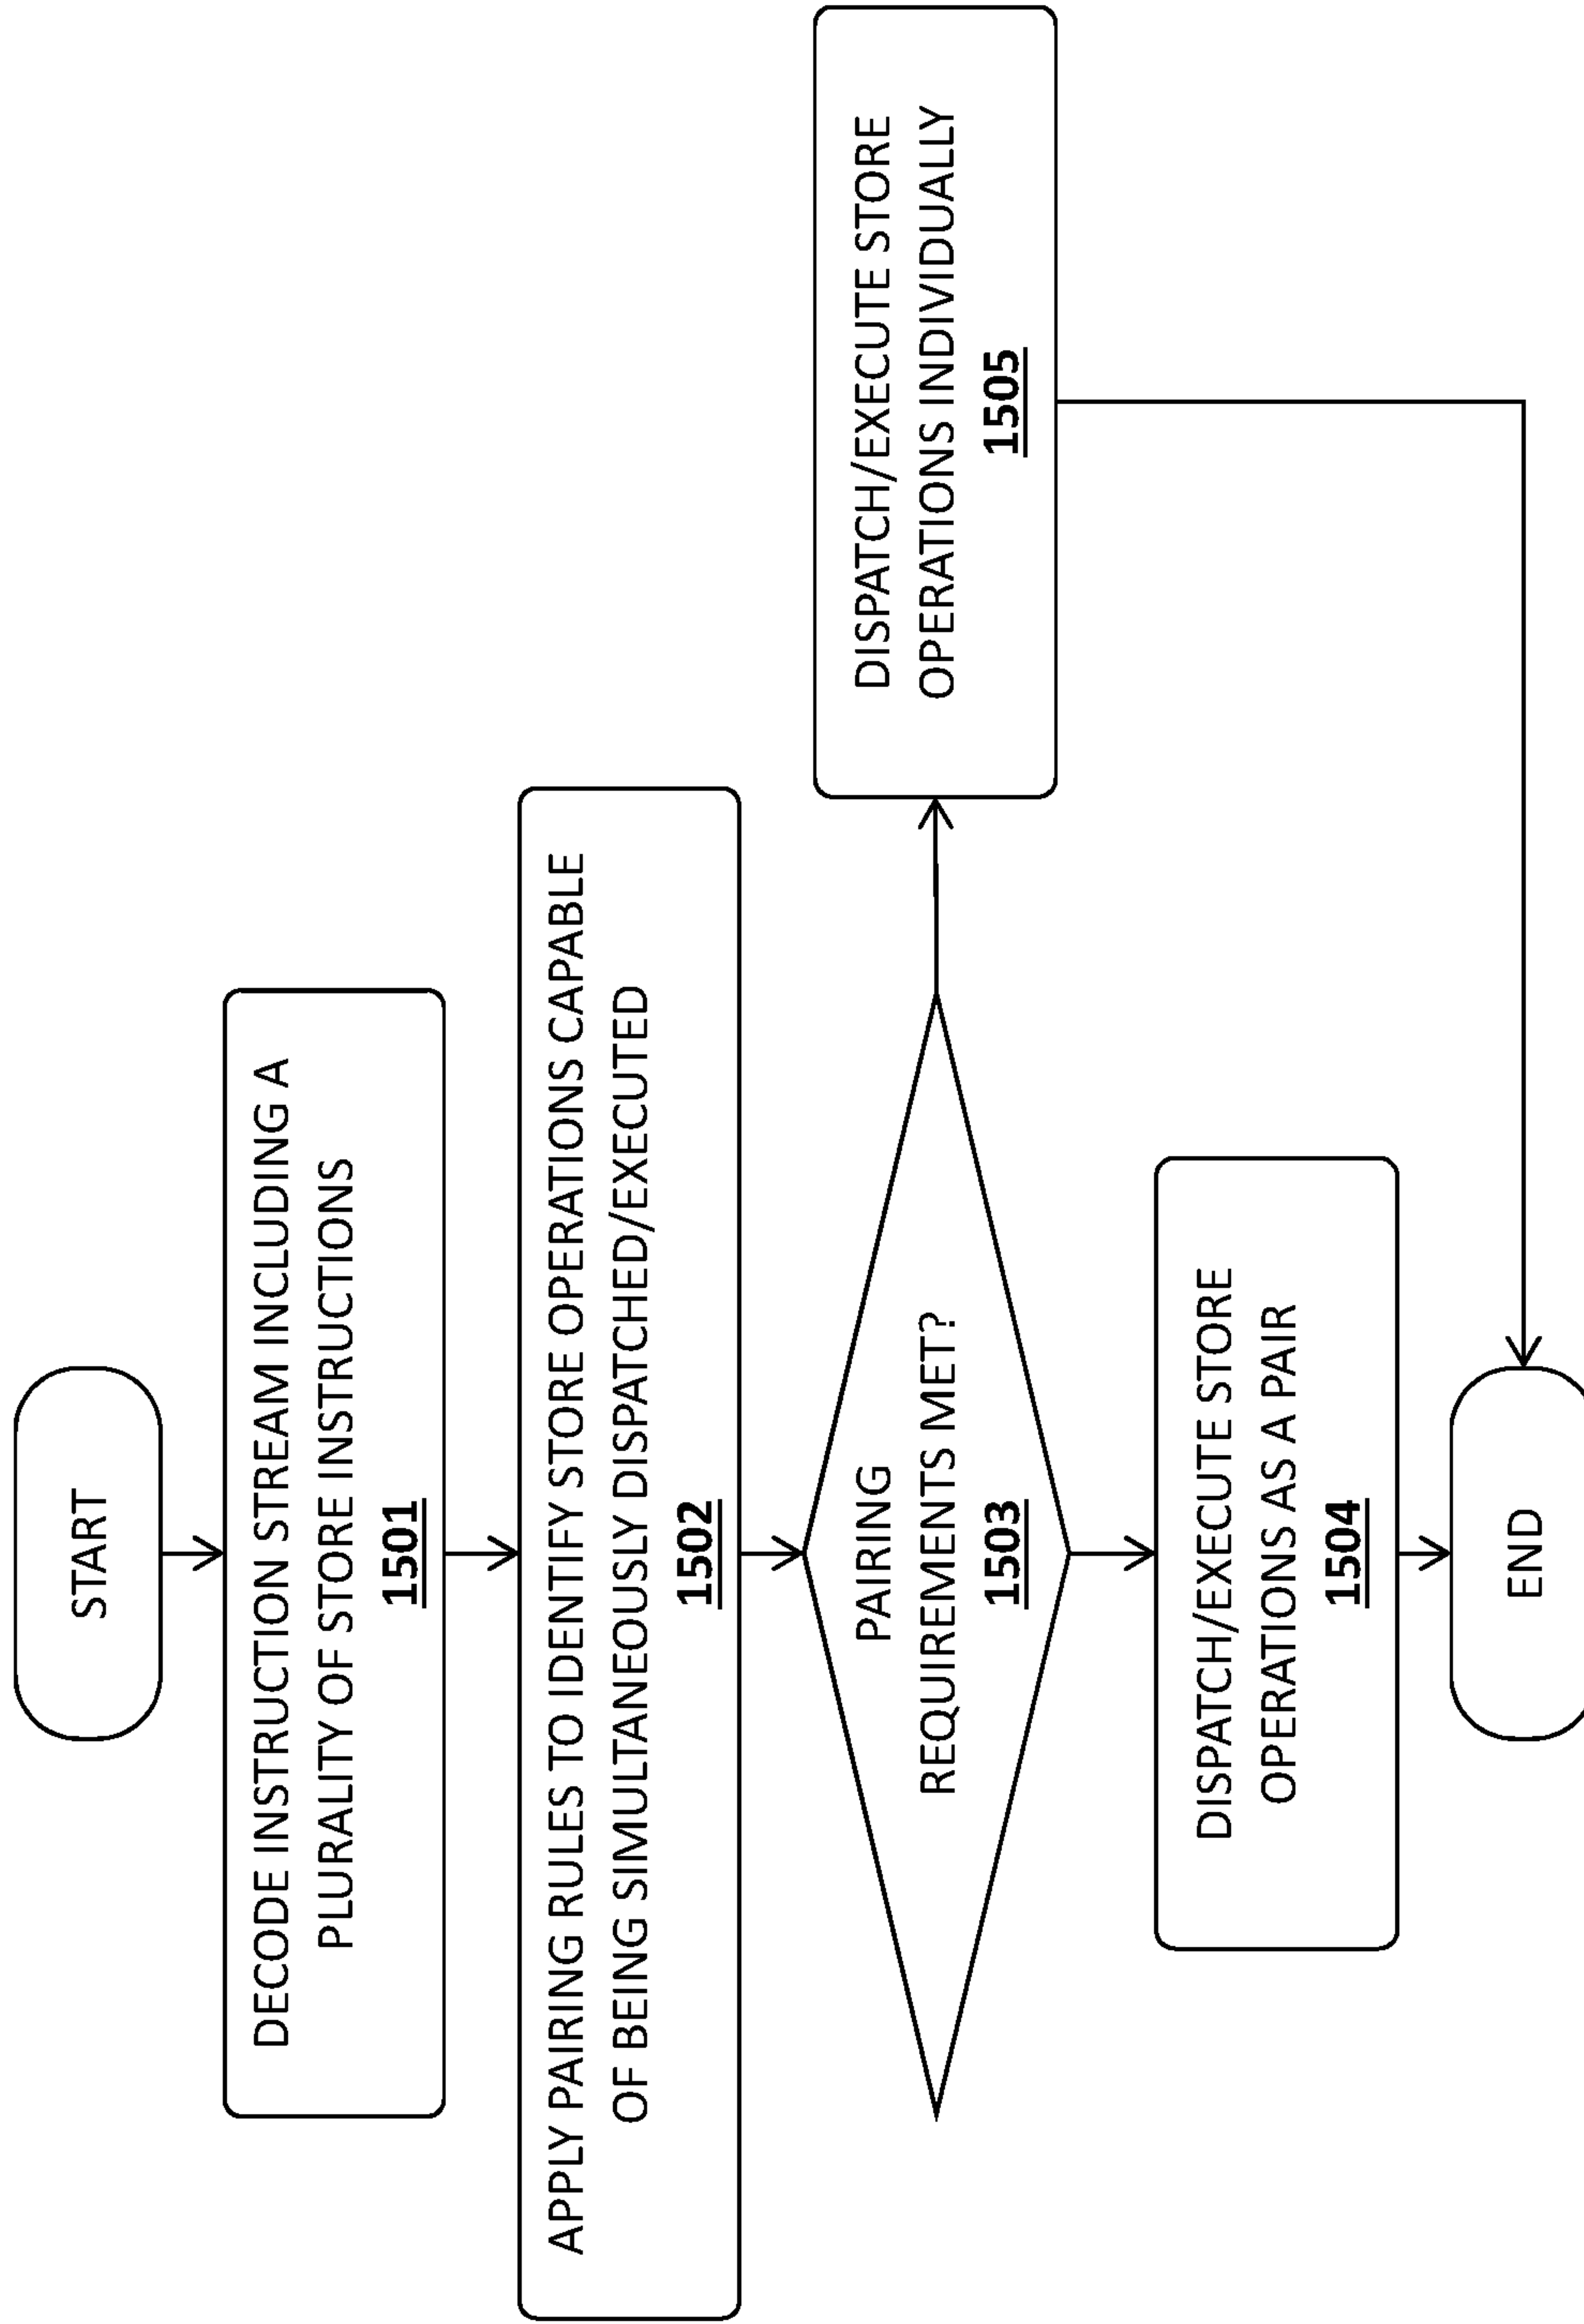 START
DECODE INSTRUCTION STREAM INCLUDING A
PLURALITY OF STORE INSTRUCTIONS
1501
APPLY PAIRING RULES TO IDENTIFY STORE OPERATIONS CAPABLE
OF BEING SIMULTANEOUSLY DISPATCHED/EXECUTED
1502
PAIRING
REQUIREMENTS MET?
1503
DISPATCH/EXECUTE STORE
OPERATIONS INDIVIDUALLY
1505
DISPATCH/EXECUTE STORE
OPERATIONS AS A PAIR
1504
END